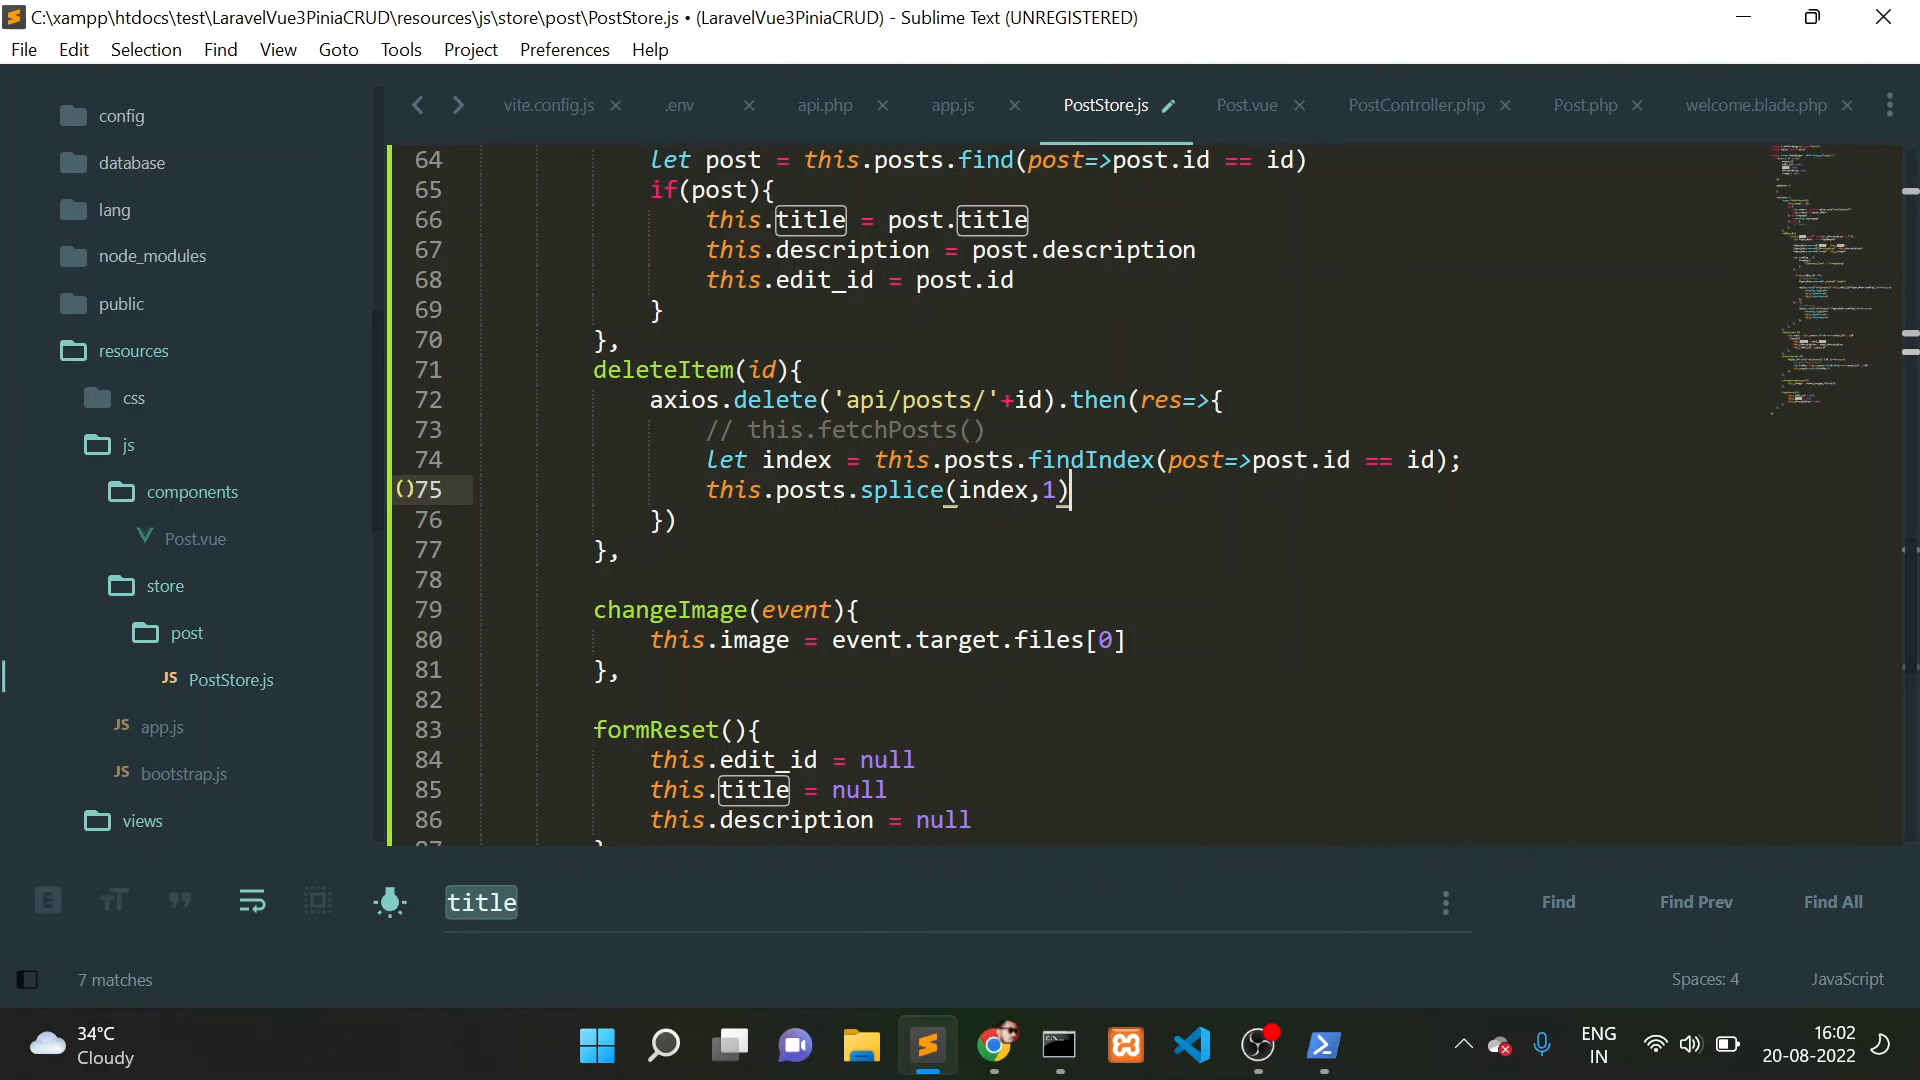 C:\xampp\htdocs\test\LaravelVue3PiniaCRUD\resources\js\store\post\PostStore.js • (LaravelVue3PiniaCRUD) - Sublime Text (UNREGISTERED)
File Edit Selection Find View Goto Tools Project Preferences Help
config
database
lang
node_modules
public
resources
css
js
components
Post.vue
store
post
JS PostStore.js
JS app.js
JS bootstrap.js
views
vite.config.js .env api.php app.js PostStore.js Post.vue PostController.php Post.php welcome.blade.php
64 let post = this.posts.find(post=>post.id == id)
65 if(post){
66 this.title = post.title
67 this.description = post.description
68 this.edit_id = post.id
69 }
70 },
71 deleteItem(id){
72 axios.delete('api/posts/'+id).then(res=>{
73 // this.fetchPosts()
74 let index = this.posts.findIndex(post=>post.id == id);
75 this.posts.splice(index,1)
76 })
77 },
78
79 changeImage(event){
80 this.image = event.target.files[0]
81 },
82
83 formReset(){
84 this.edit_id = null
85 this.title = null
86 this.description = null
title
Find Find Prev Find All
7 matches
Spaces: 4 JavaScript
34°C
Cloudy
ENG
IN
16:02
20-08-2022